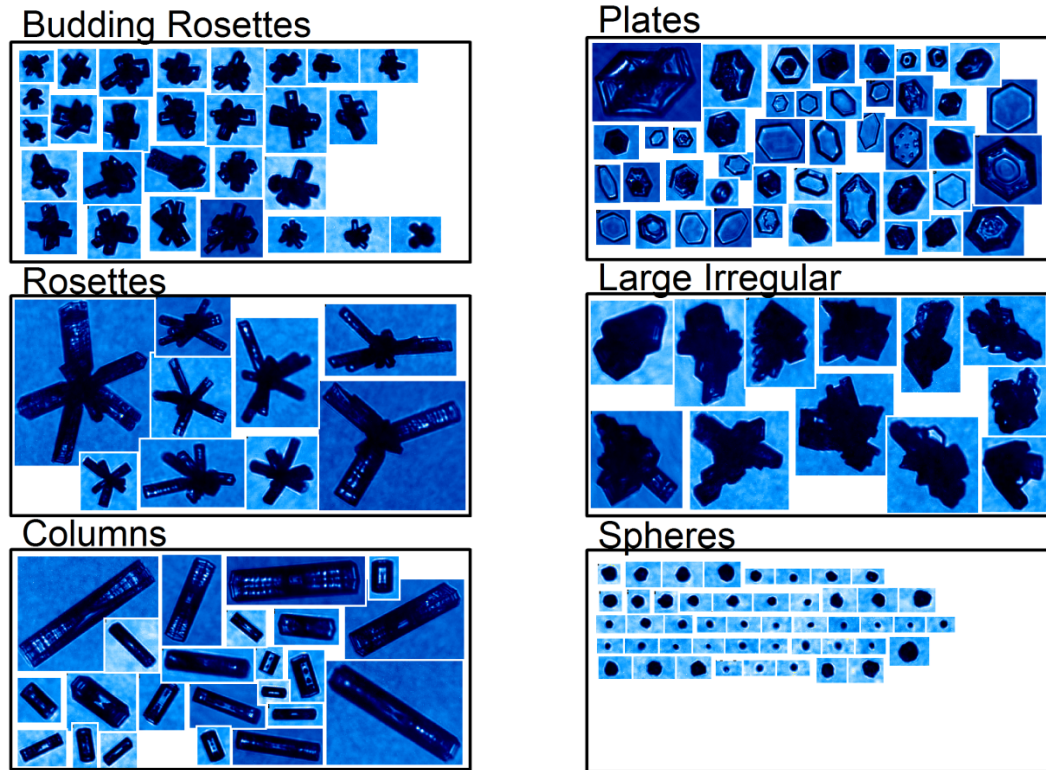 Budding Rosettes
Plates
Rosettes
Large Irregular
Columns
Spheres